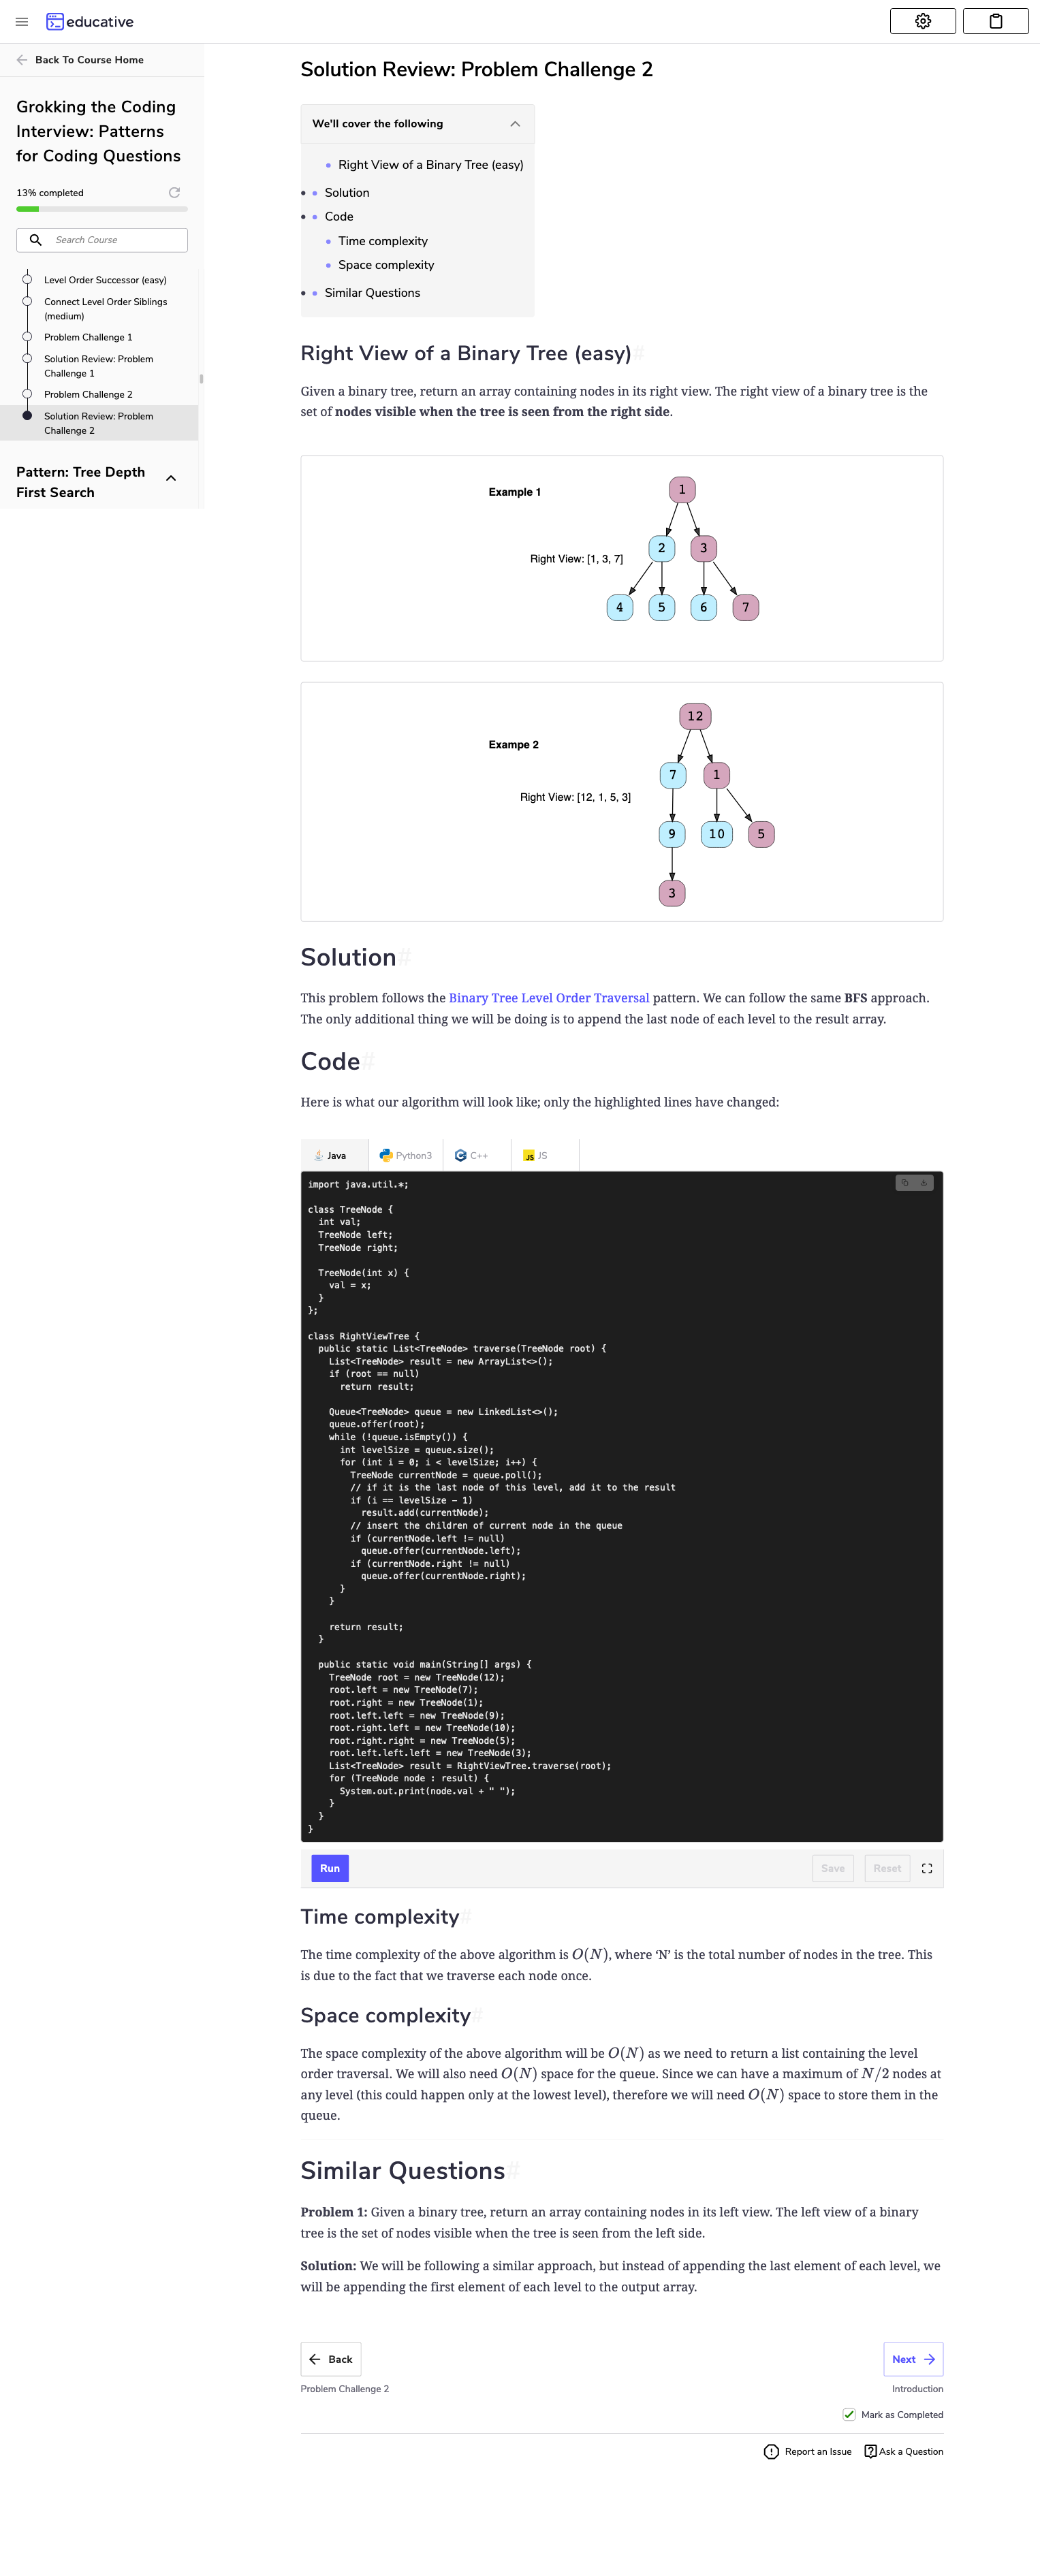 educative
Back To Course Home
Grokking the Coding
Interview: Patterns
for Coding Questions
13% completed
Search Course
Level Order Successor (easy)
Connect Level Order Siblings
(medium)
Problem Challenge 1
Solution Review: Problem
Challenge 1
Problem Challenge 2
Solution Review: Problem
Challenge 2
Pattern: Tree Depth
First Search
Solution Review: Problem Challenge 2
We'll cover the following
Right View of a Binary Tree (easy)
Solution
Code
Time complexity
Space complexity
Similar Questions
Right View of a Binary Tree (easy)#
Given a binary tree, return an array containing nodes in its right view. The right view of a binary tree is the
set of nodes visible when the tree is seen from the right side.
Example 1
1
Right View: [1, 3, 7]
2 3
4 5 6 7
12
Exampe 2
7 1
Right View: [12, 1, 5, 3]
9 10 5
3
Solution#
This problem follows the Binary Tree Level Order Traversal pattern. We can follow the same BFS approach.
The only additional thing we will be doing is to append the last node of each level to the result array.
Code#
Here is what our algorithm will look like; only the highlighted lines have changed:
Java Python3 C++ JS JS
import java.util.*;
class TreeNode {
int val;
TreeNode left;
TreeNode right;
TreeNode(int x) {
val = x;
}
};
class RightViewTree {
public static List<TreeNode> traverse(TreeNode root) {
List<TreeNode> result = new ArrayList<>();
if (root == null)
return result;
Queue<TreeNode> queue = new LinkedList<>();
queue.offer(root);
while (!queue.isEmpty()) {
int levelSize = queue.size();
for (int i = 0; i < levelSize; i++) {
TreeNode currentNode = queue.poll();
// if it is the last node of this level, add it to the result
if (i == levelSize - 1)
result.add(currentNode);
// insert the children of current node in the queue
if (currentNode.left != null)
queue.offer(currentNode.left);
if (currentNode.right != null)
queue.offer(currentNode.right);
}
}
return result;
}
public static void main(String[] args) {
TreeNode root = new TreeNode(12);
root.left = new TreeNode(7);
root.right = new TreeNode(1);
root.left.left = new TreeNode(9);
root.right.left = new TreeNode(10);
root.right.right = new TreeNode(5);
root.left.left.left = new TreeNode(3);
List<TreeNode> result = RightViewTree.traverse(root);
for (TreeNode node : result) {
System.out.print(node.val + " ");
}
}
}
Run Save Reset
Time complexity#
The time complexity of the above algorithm is O(N), where ‘N’ is the total number of nodes in the tree. This
is due to the fact that we traverse each node once.
Space complexity#
The space complexity of the above algorithm will be O(N) as we need to return a list containing the level
order traversal. We will also need O(N) space for the queue. Since we can have a maximum of N/2 nodes at
any level (this could happen only at the lowest level), therefore we will need O(N) space to store them in the
queue.
Similar Questions#
Problem 1: Given a binary tree, return an array containing nodes in its left view. The left view of a binary
tree is the set of nodes visible when the tree is seen from the left side.
Solution: We will be following a similar approach, but instead of appending the last element of each level, we
will be appending the first element of each level to the output array.
Back Next
Problem Challenge 2 Introduction
Mark as Completed
Report an Issue Ask a Question